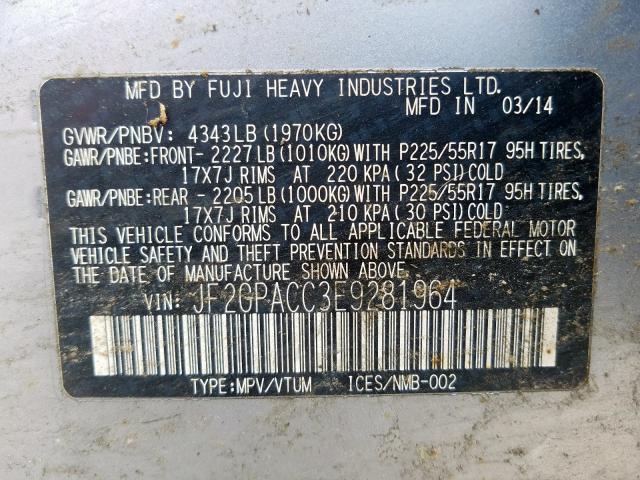 MFD BY FUJI HEAVY INDUSTRIES LTD.
MFD IN 03/14
GVWR/PNBV: 4343LB (1970KG)
GAWR/PNBE:FRONT- 2227LB (1010KG) WITH P225/55R17 95H TIRES,
17X7J RIMS AT 220 KPA ( 32 PSI) COLD
GAWR/PNBE:REAR - 2205LB (1000KG) WITH P225/55R17 95H TIRES,
17X7J RIMS AT 210 KPA ( 30 PSI) COLD
THIS VEHICLE CONFORMS TO ALL APPLICABLE FEDERAL MOTOR
VEHICLE SAFETY AND THEFT PREVENTION STANDARDS IN EFFECT ON
THE DATE OF MANUFACTURE SHOWN ABOVE.
VIN: JF2GPACC3E9281964
TYPE:MPV/VTUM ICES/NMB-002